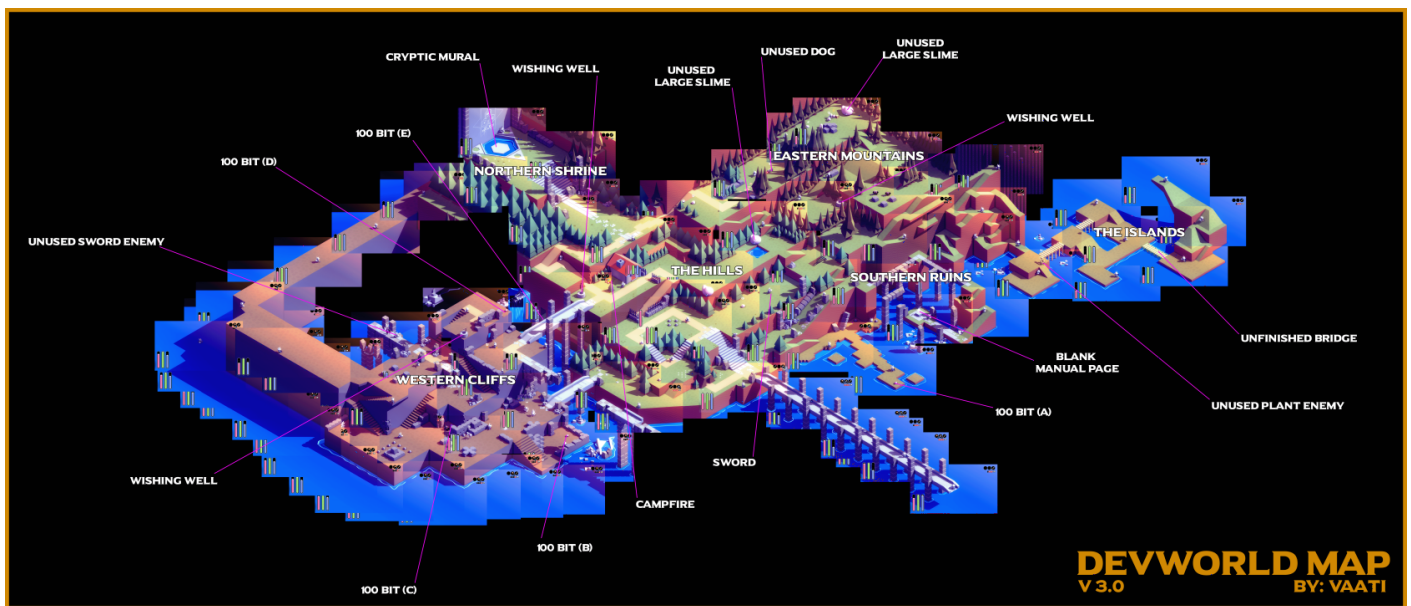 CRYPTIC MURAL
WISHING WELL
UNUSED
LARGE SLIME
UNUSED DOG
UNUSED
LARGE SLIME
WISHING WELL
100 BIT (E)
100 BIT (D)
NORTHERN SHRINE
EASTERN MOUNTAINS
UNUSED SWORD ENEMY
THE HILLS
SOUTHERN RUINS
THE ISLANDS
WESTERN CLIFFS
UNFINISHED BRIDGE
BLANK
MANUAL PAGE
UNUSED PLANT ENEMY
100 BIT (A)
SWORD
WISHING WELL
CAMPFIRE
100 BIT (B)
100 BIT (C)
DEVWORLD MAP
V 3.0
BY: VAATI